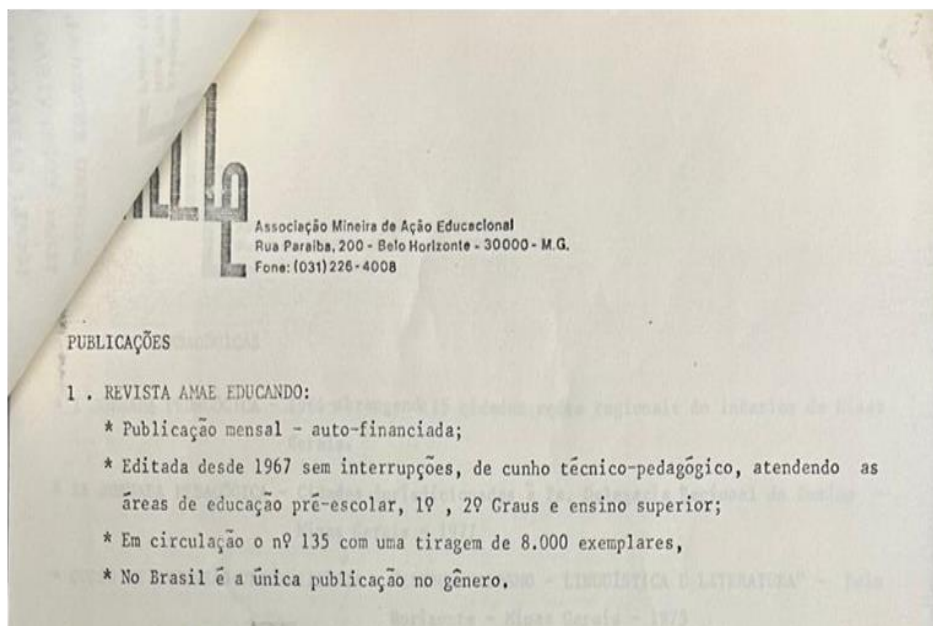 Associação Mineira de Ação Educacional
Rua Paraíba, 200 - Belo Horizonte - 30000 - M.G.
Fone: (031) 226-4008
PUBLICAÇÕES
1 . REVISTA AMAE EDUCANDO:
* Publicação mensal - auto-financiada;
* Editada desde 1967 sem interrupções, de cunho técnico-pedagógico, atendendo as
áreas de educação pré-escolar, 1º , 2º Graus e ensino superior;
* Em circulação o nº 135 com uma tiragem de 8.000 exemplares,
* No Brasil é a única publicação no gênero.